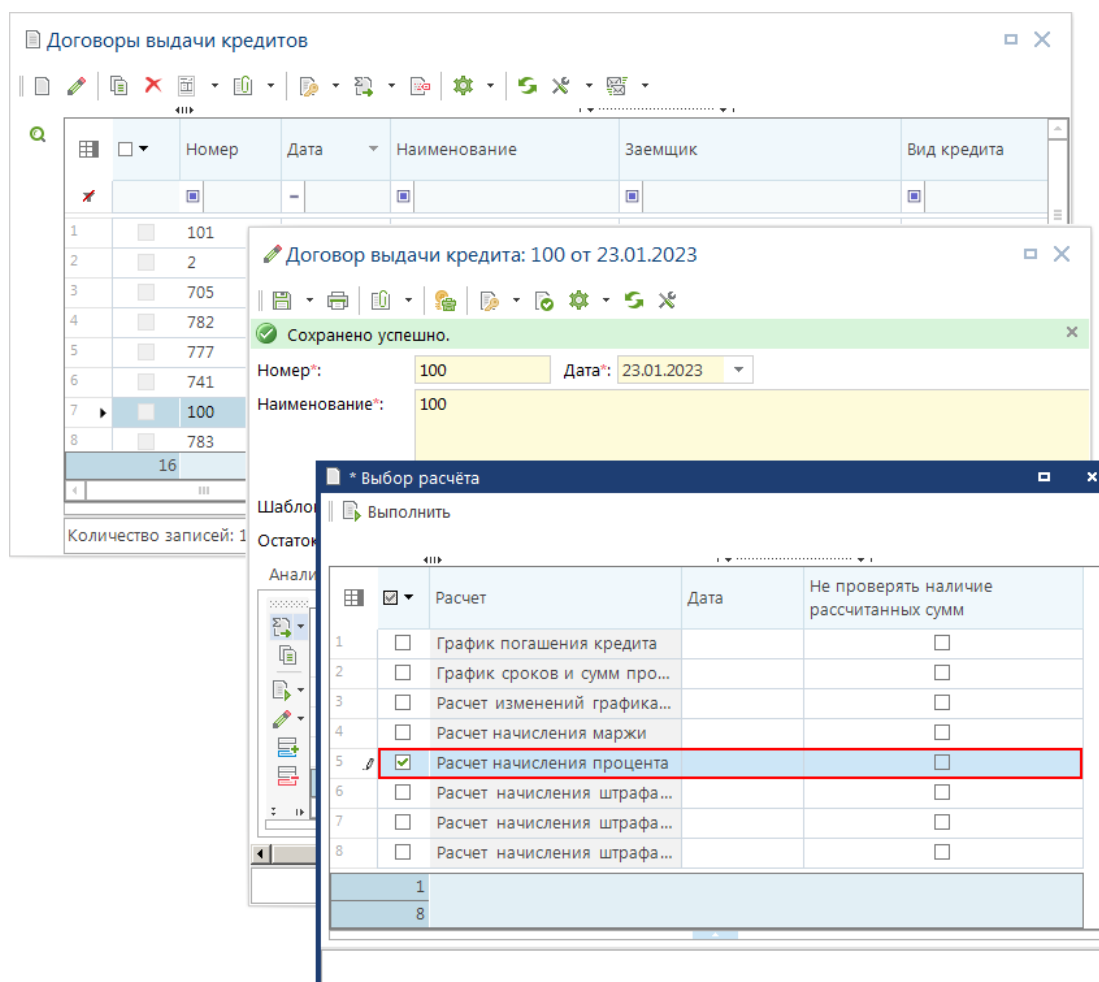 Договоры выдачи кредитов
Номер Дата Наименование Заемщик Вид кредита
1 101
2 2
3 705
4 782
5 777
6 741
7 100
8 783
16
Количество записей: 1
Договор выдачи кредита: 100 от 23.01.2023
Сохранено успешно.
Номер*: 100 Дата*: 23.01.2023
Наименование*: 100
Шабло
Остаток
Анали
* Выбор расчёта
Выполнить
Расчет Дата Не проверять наличие
рассчитанных сумм
1 График погашения кредита
2 График сроков и сумм про...
3 Расчет изменений графика...
4 Расчет начисления маржи
5 Расчет начисления процента
6 Расчет начисления штрафа...
7 Расчет начисления штрафа...
8 Расчет начисления штрафа...
1
8